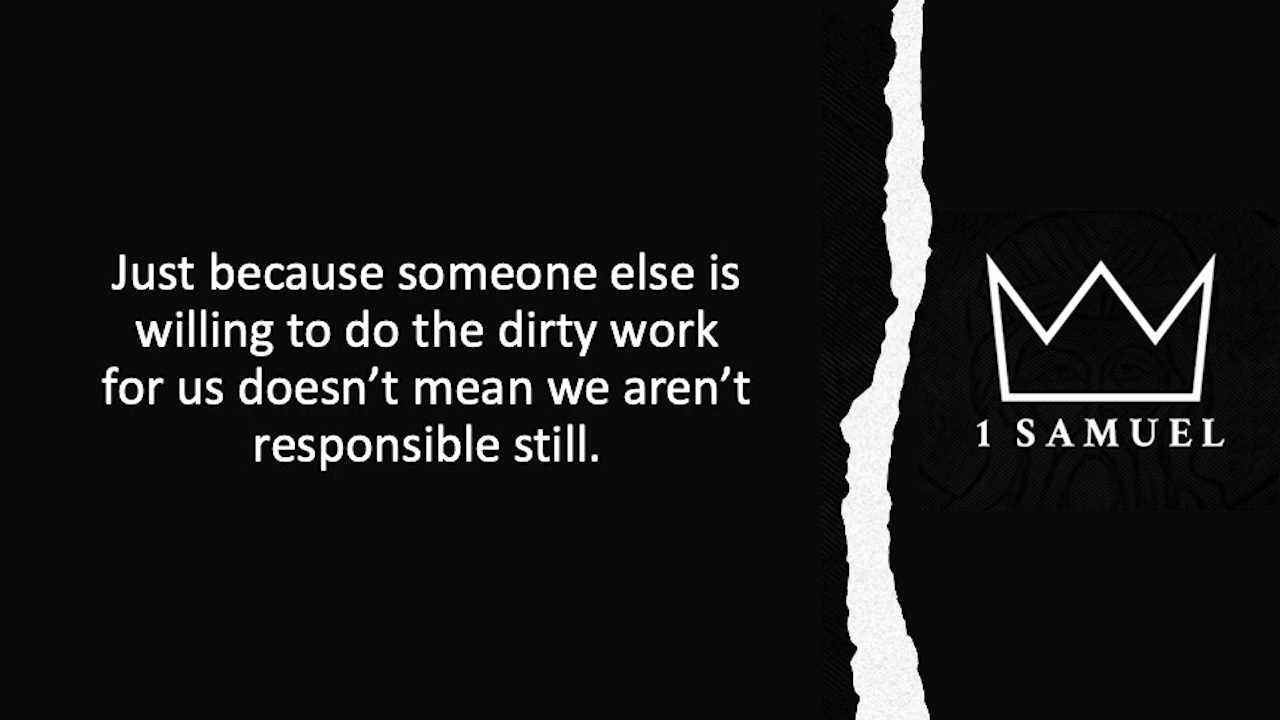 Just because someone else is
willing to do the dirty work
for us doesn’t mean we aren’t
responsible still.
1 SAMUEL